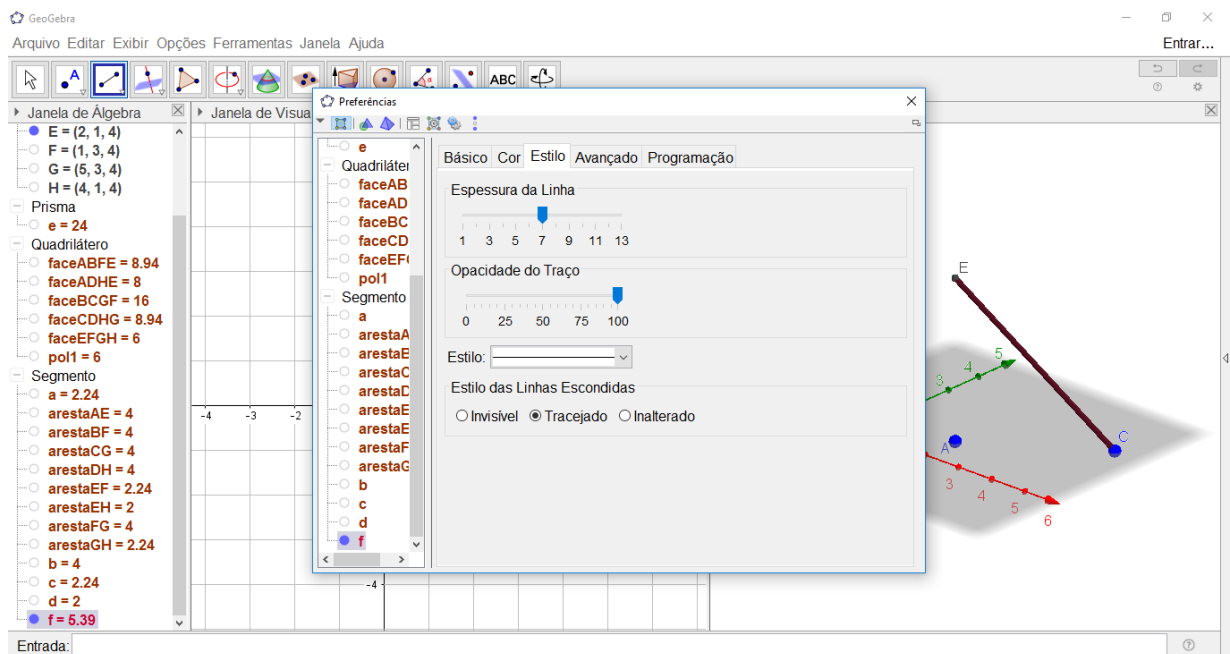 GeoGebra
Arquivo Editar Exibir Opções Ferramentas Janela Ajuda
Entrar...
A
ABC
Janela de Álgebra
Janela de Visua
E = (2, 1, 4)
F = (1, 3, 4)
G = (5, 3, 4)
H = (4, 1, 4)
Prisma
e = 24
Quadrilátero
faceABFE = 8.94
faceADHE = 8
faceBCGF = 16
faceCDHG = 8.94
faceEFGH = 6
pol1 = 6
Segmento
a = 2.24
arestaAE = 4
arestaBF = 4
arestaCG = 4
arestaDH = 4
arestaEF = 2.24
arestaEH = 2
arestaFG = 4
arestaGH = 2.24
b = 4
c = 2.24
d = 2
f = 5.39
-4 -3 -2
-4
Preferências
e
Quadriláter
faceAB
faceAD
faceBC
faceCD
faceEF
pol1
Segmento
a
arestaA
arestaB
arestaC
arestaD
arestaE
arestaE
arestaF
arestaG
b
c
d
f
Básico Cor Estilo Avançado Programação
Espessura da Linha
1 3 5 7 9 11 13
Opacidade do Traço
0 25 50 75 100
Estilo:
Estilo das Linhas Escondidas
Invisível Tracejado Inalterado
E
5
4
3
C
A
3
4
5
6
Entrada: